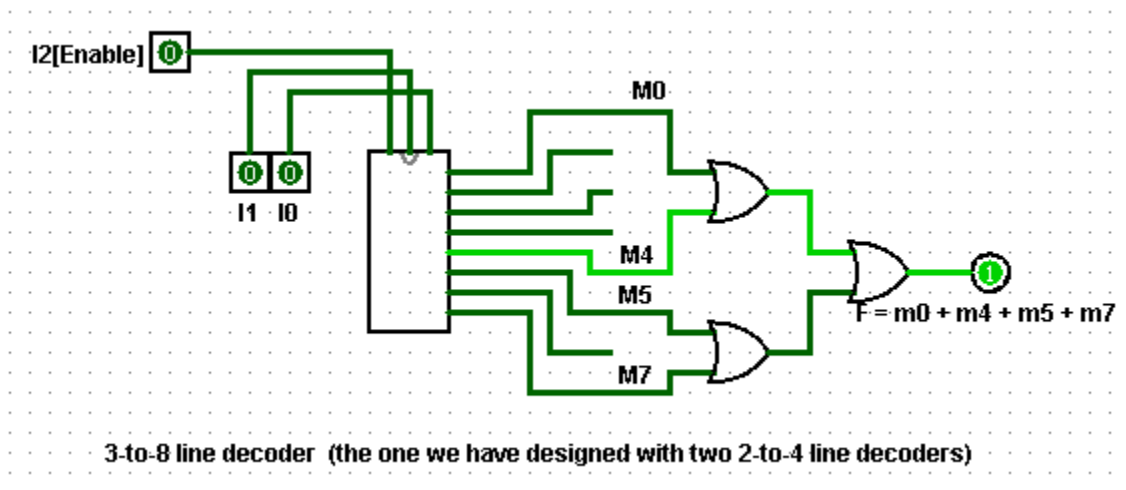 I2[Enable] 0
M0
0 0
I1 I0
M4
1
M5
F = m0 + m4 + m5 + m7
M7
3-to-8 line decoder (the one we have designed with two 2-to-4 line decoders)